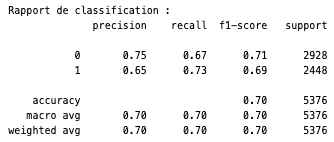 Rapport de classification :
              precision    recall  f1-score   support

           0       0.75      0.67      0.71      2928
           1       0.65      0.73      0.69      2448

    accuracy                           0.70      5376
   macro avg       0.70      0.70      0.70      5376
weighted avg       0.70      0.70      0.70      5376